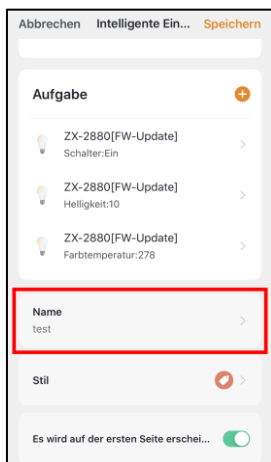 Abbrechen Intelligente Ein... Speichern
Aufgabe
ZX-2880[FW-Update]
Schalter:Ein
ZX-2880[FW-Update]
Helligkeit:10
ZX-2880[FW-Update]
Farbtemperatur:278
Name
test
Stil
Es wird auf der ersten Seite erschei...